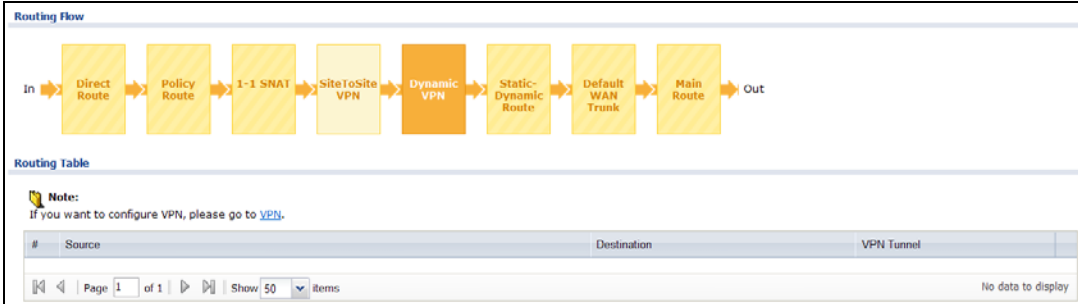 Routing Flow
In
Direct
Route
Policy
Route
1-1 SNAT
SiteToSite
VPN
Dynamic
VPN
Static-
Dynamic
Route
Default
WAN
Trunk
Main
Route
Out
Routing Table
Note:
If you want to configure VPN, please go to VPN.
# Source Destination VPN Tunnel
Page 1 of 1 Show 50 items No data to display